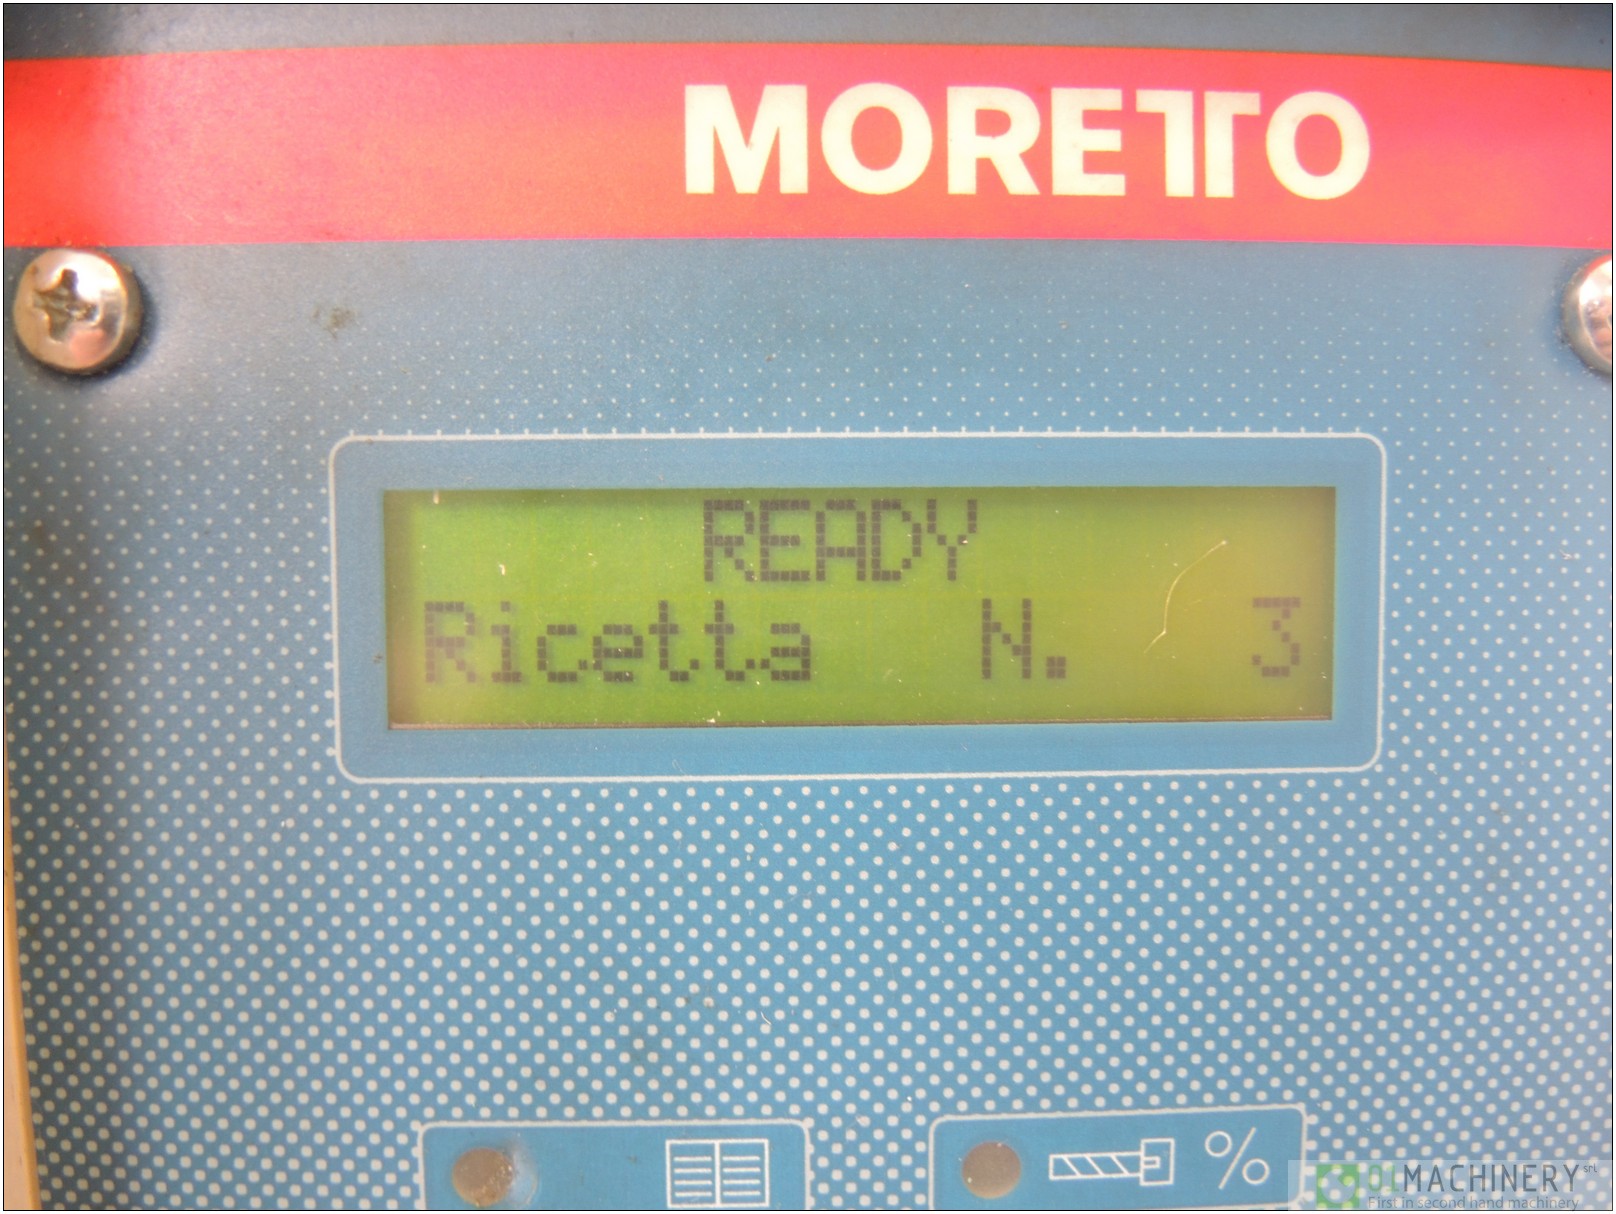 MORETTO
READY
Ricetta N. 3
%
01MACHINERY srl
First in second hand machinery